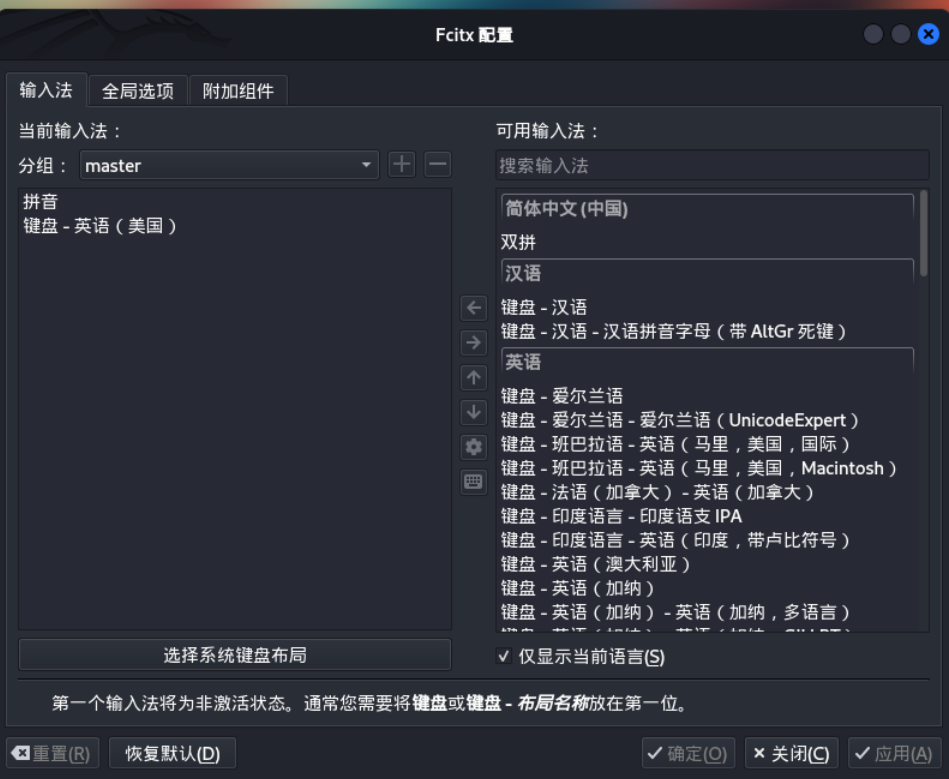 Fcitx 配置
输入法
全局选项
附加组件
当前输入法：
分组： master
拼音
键盘 - 英语（美国）
选择系统键盘布局
可用输入法：
搜索输入法
简体中文 (中国)
双拼
汉语
键盘 - 汉语
键盘 - 汉语 - 汉语拼音字母（带 AltGr 死键）
英语
键盘 - 爱尔兰语
键盘 - 爱尔兰语 - 爱尔兰语（UnicodeExpert）
键盘 - 班巴拉语 - 英语（马里，美国，国际）
键盘 - 班巴拉语 - 英语（马里，美国，Macintosh）
键盘 - 法语（加拿大）- 英语（加拿大）
键盘 - 印度语言 - 印度语支 IPA
键盘 - 印度语言 - 英语（印度，带卢比符号）
键盘 - 英语（澳大利亚）
键盘 - 英语（加纳）
键盘 - 英语（加纳）- 英语（加纳，多语言）
仅显示当前语言(S)
第一个输入法将为非激活状态。通常您需要将键盘或键盘 - 布局名称放在第一位。
重置(R)
恢复默认(D)
确定(O)
关闭(C)
应用(A)